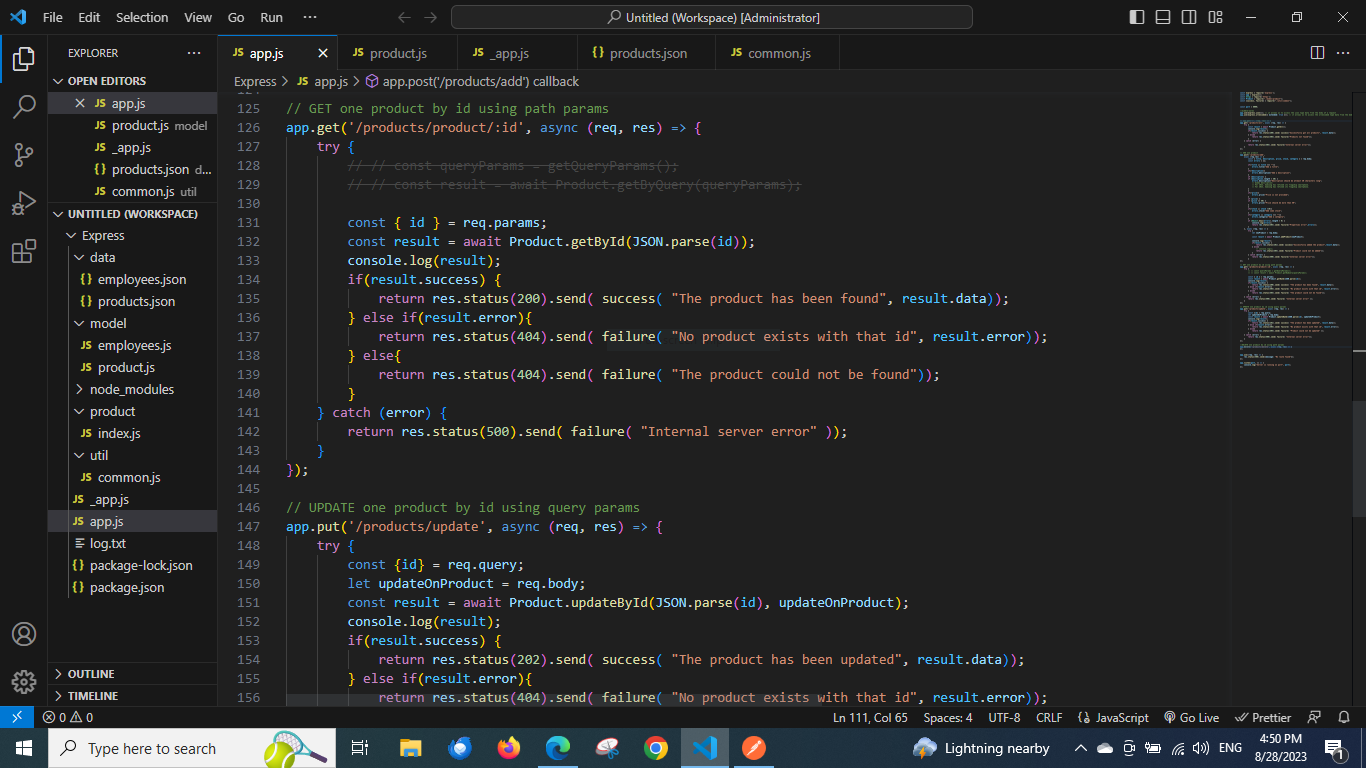 File Edit Selection View Go Run ··· Untitled (Workspace) [Administrator]
EXPLORER
OPEN EDITORS
JS app.js
JS product.js model
JS _app.js
{} products.json d...
JS common.js util
UNTITLED (WORKSPACE)
Express
data
{} employees.json
{} products.json
model
JS employees.js
JS product.js
node_modules
product
JS index.js
util
JS common.js
JS _app.js
JS app.js
log.txt
{} package-lock.json
{} package.json
OUTLINE
TIMELINE
JS app.js JS product.js JS _app.js {} products.json JS common.js
Express > JS app.js > app.post('/products/add') callback
125 // GET one product by id using path params
126 app.get('/products/product/:id', async (req, res) => {
127 try {
128 // // const queryParams = getQueryParams();
129 // // const result = await Product.getByQuery(queryParams);
130
131 const { id } = req.params;
132 const result = await Product.getById(JSON.parse(id));
133 console.log(result);
134 if(result.success) {
135 return res.status(200).send( success( "The product has been found", result.data));
136 } else if(result.error){
137 return res.status(404).send( failure( "No product exists with that id", result.error));
138 } else{
139 return res.status(404).send( failure( "The product could not be found"));
140 }
141 } catch (error) {
142 return res.status(500).send( failure( "Internal server error" ));
143 }
144 });
145
146 // UPDATE one product by id using query params
147 app.put('/products/update', async (req, res) => {
148 try {
149 const {id} = req.query;
150 let updateOnProduct = req.body;
151 const result = await Product.updateById(JSON.parse(id), updateOnProduct);
152 console.log(result);
153 if(result.success) {
154 return res.status(202).send( success( "The product has been updated", result.data));
155 } else if(result.error){
156 return res.status(404).send( failure( "No product exists with that id", result.error));
0 0 Ln 111, Col 65 Spaces: 4 UTF-8 CRLF {} JavaScript Go Live Prettier
Type here to search Lightning nearby ENG 4:50 PM
8/28/2023 1